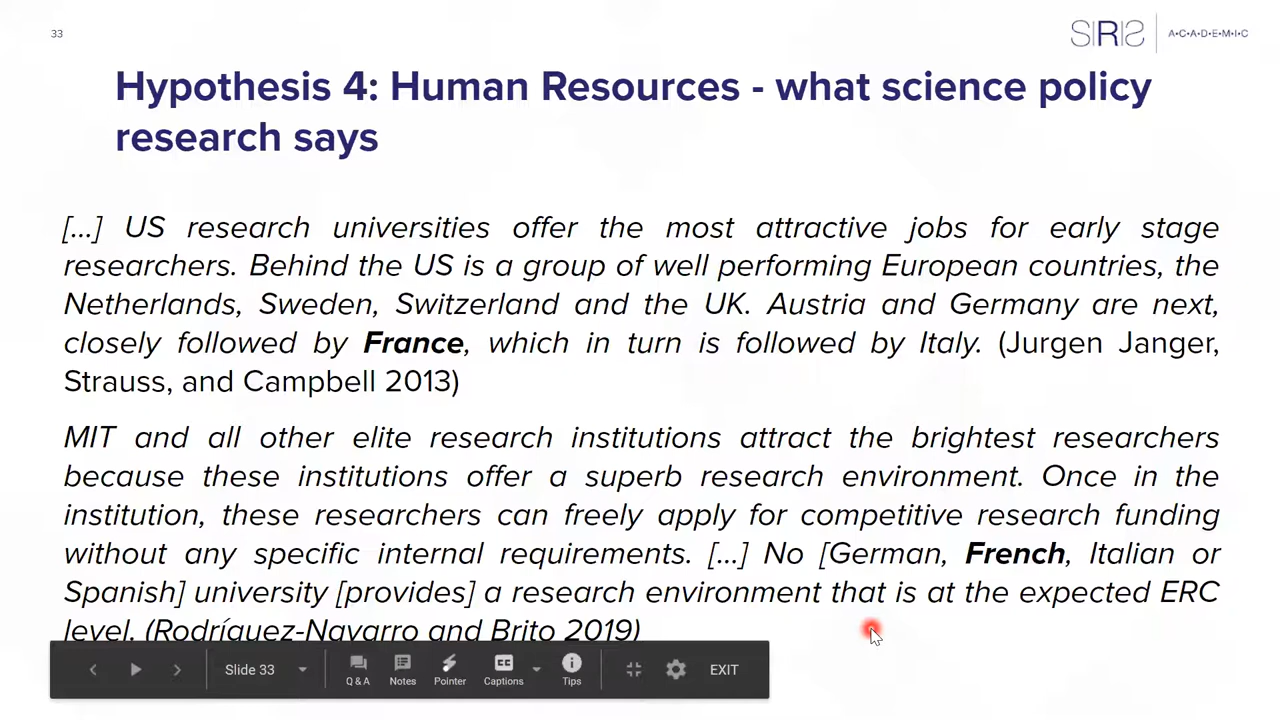 33
SIRIS
A•C•A•D•E•M•I•C
Hypothesis 4: Human Resources - what science policy
research says
[...] US research universities offer the most attractive jobs for early stage
researchers. Behind the US is a group of well performing European countries, the
Netherlands, Sweden, Switzerland and the UK. Austria and Germany are next,
closely followed by France, which in turn is followed by Italy. (Jurgen Janger,
Strauss, and Campbell 2013)
MIT and all other elite research institutions attract the brightest researchers
because these institutions offer a superb research environment. Once in the
institution, these researchers can freely apply for competitive research funding
without any specific internal requirements. [...] No [German, French, Italian or
Spanish] university [provides] a research environment that is at the expected ERC
level. (Rodríguez-Navarro and Brito 2019)
Slide 33
Q & A
Notes
Pointer
CC
Captions
Tips
EXIT